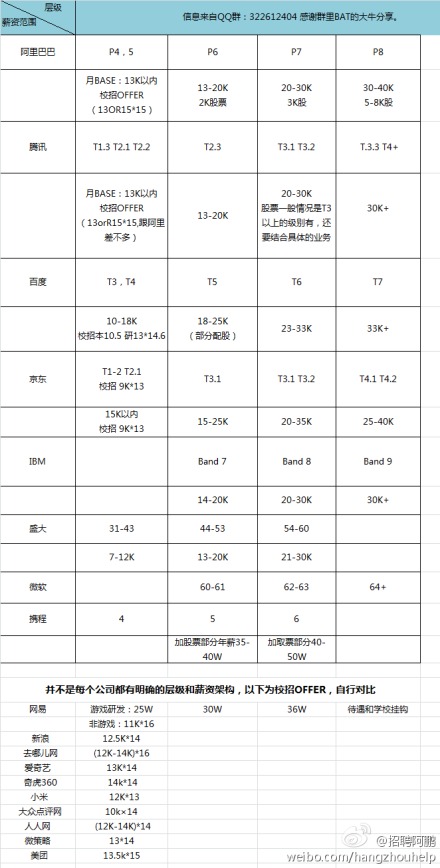 层级
薪资范围
信息来自QQ群：322612404 感谢群里BAT的大牛分享。
阿里巴巴 P4，5 P6 P7 P8
月BASE：13K以内
校招OFFER
（13OR15*15）
13-20K
2K股票
20-30K
3K股
30-40K
5-8K股
腾讯 T1.3 T2.1 T2.2 T2.3 T3.1 T3.2 T.3.3 T4+
月BASE：13K以内
校招OFFER
（13orR15*15,跟阿里
差不多）
13-20K
20-30K
股票一般情况是T3
以上的级别有，还
要结合具体的业务
30K+
百度 T3，T4 T5 T6 T7
10-18K
校招本10.5 研13*14.6
18-25K
（部分配股）
23-33K
33K+
京东
T1-2 T2.1
校招 9K*13
T3.1
T3.1 T3.2
T4.1 T4.2
15K以内
校招 9K*13
15-25K
20-35K
25-40K
IBM Band 7 Band 8 Band 9
14-20K 20-30K 30K+
盛大 31-43 44-53 54-60
7-12K 13-20K 21-30K
微软 60-61 62-63 64+
携程 4 5 6
加股票部分年薪35-
40W
加取票部分40-
50W
并不是每个公司都有明确的层级和薪资架构，以下为校招OFFER，自行对比
网易 游戏研发：25W 30W 36W 待遇和学校挂钩
非游戏：11K*16
新浪 12.5K*14
去哪儿网 (12K-14K)*16
爱奇艺 13K*14
奇虎360 14k*14
小米 12K*13
大众点评网 10k×14
人人网 (12K-14K)*14
微策略 13*14
美团 13.5k*15
@招聘阿鹏
weibo.com/hangzhouhelp